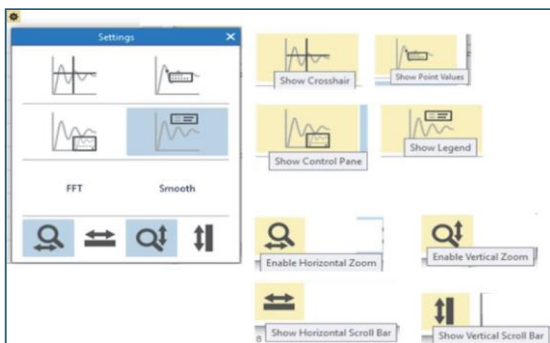 Settings
FFT
Smooth
Show Crosshair
Show Point Values
Show Control Pane
Show Legend
Enable Horizontal Zoom
Enable Vertical Zoom
Show Horizontal Scroll Bar
Show Vertical Scroll Bar